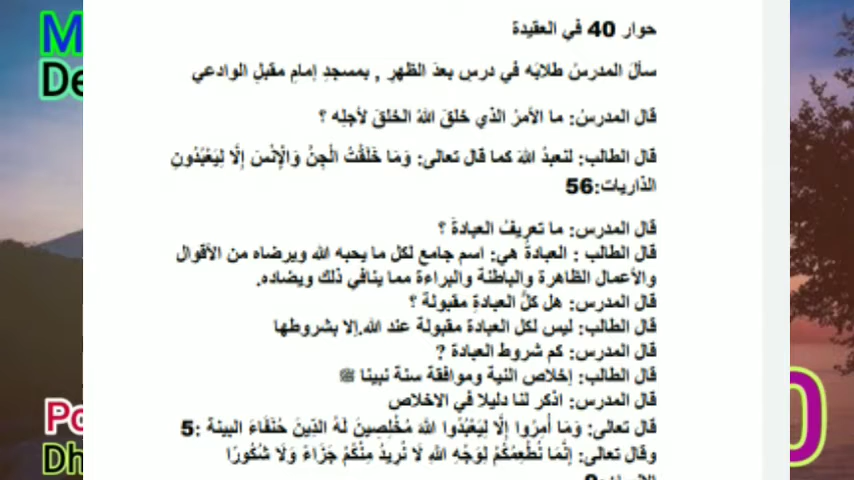 M
De
حوار 40 في العقيدة
سألَ المدرسُ طلابَه في درسِ بعدَ الظهرِ , بمسجدِ إمامِ مقبلِ الوادعي
قال المدرسُ: ما الأمرُ الذي خلقَ اللهُ الخلقَ لأجلِه ؟
قال الطالب: لنعبدُ اللهَ كما قال تعالى: وَمَا خَلَقْتُ الْجِنَّ وَالْإِنْسَ إِلَّا لِيَعْبُدُونِ
الذاريات:56
قال المدرس: ما تعريفُ العبادةَ ؟
قال الطالب : العبادةُ هي: اسم جامع لكل ما يحبه الله ويرضاه من الأقوال
والأعمال الظاهرة والباطنة والبراءة مما ينافي ذلك ويضاده.
قال المدرس: هل كلُّ العبادةِ مقبولة ؟
قال الطالب: ليس لكل العبادة مقبولة عند الله.إلا بشروطها
قال المدرس: كم شروط العبادة ?
قال الطالب: إخلاص النية وموافقة سنة نبينا ﷺ
قال المدرس: اذكر لنا دليلا في الاخلاص
قال تعالى: وَمَا أُمِرُوا إِلَّا لِيَعْبُدُوا اللَّهَ مُخْلِصِينَ لَهُ الدِّينَ حُنَفَاءَ البينة :5
وقال تعالى: إِنَّمَا نُطْعِمُكُمْ لِوَجْهِ اللَّهِ لَا نُرِيدُ مِنْكُمْ جَزَاءً وَلَا شُكُورًا
Po
Dh
0